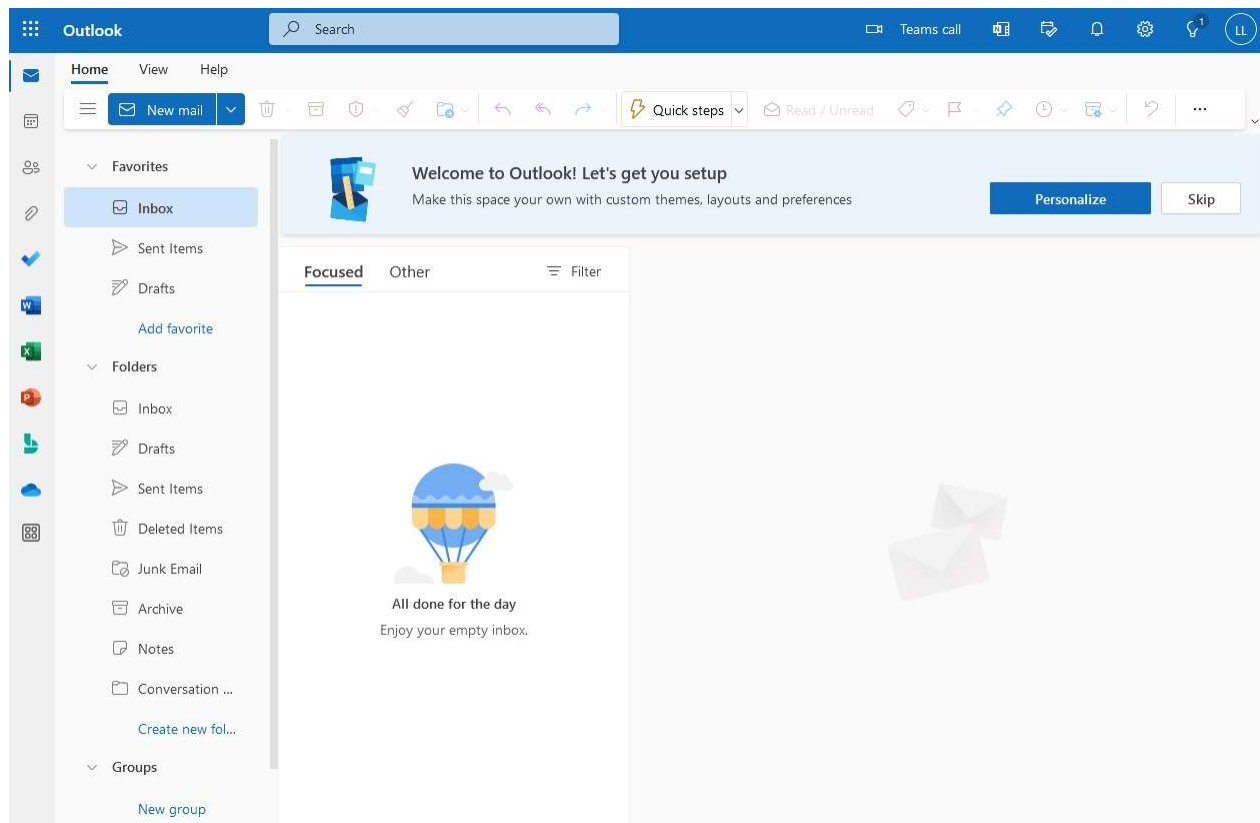 Outlook
Search
Teams call
1
LL
Home View Help
New mail
Quick steps
Read / Unread
Favorites
Inbox
Sent Items
Drafts
Add favorite
Folders
Inbox
Drafts
Sent Items
Deleted Items
Junk Email
Archive
Notes
Conversation ...
Create new fol...
Groups
New group
Welcome to Outlook! Let's get you setup
Make this space your own with custom themes, layouts and preferences
Personalize
Skip
Focused Other
Filter
All done for the day
Enjoy your empty inbox.
W
X
P